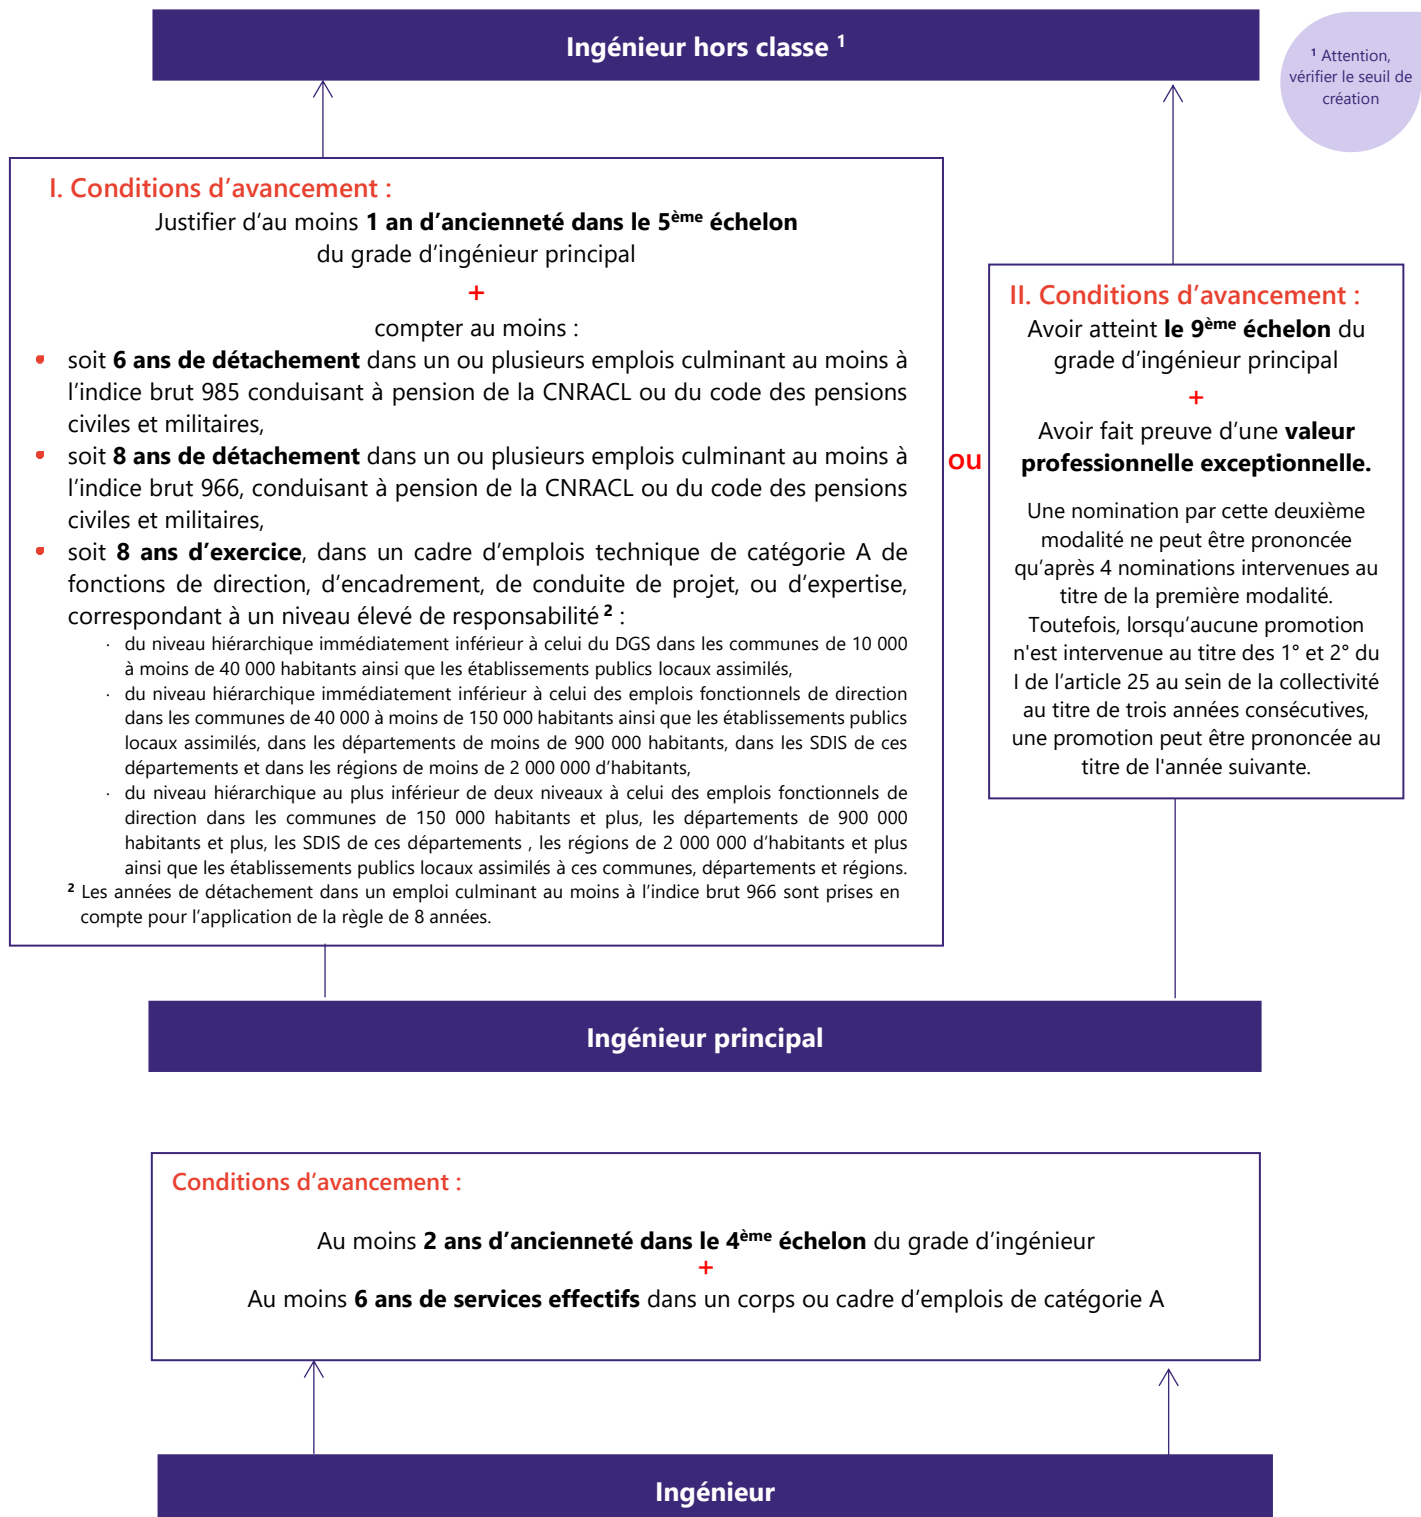 Ingénieur hors classe ¹
¹ Attention,
vérifier le seuil de
création
I. Conditions d'avancement :
Justifier d'au moins 1 an d'ancienneté dans le 5ème échelon
du grade d'ingénieur principal
+
compter au moins :
soit 6 ans de détachement dans un ou plusieurs emplois culminant au moins à
l'indice brut 985 conduisant à pension de la CNRACL ou du code des pensions
civiles et militaires,
soit 8 ans de détachement dans un ou plusieurs emplois culminant au moins à
l'indice brut 966, conduisant à pension de la CNRACL ou du code des pensions
civiles et militaires,
soit 8 ans d'exercice, dans un cadre d'emplois technique de catégorie A de
fonctions de direction, d'encadrement, de conduite de projet, ou d'expertise,
correspondant à un niveau élevé de responsabilité ² :
· du niveau hiérarchique immédiatement inférieur à celui du DGS dans les communes de 10 000
à moins de 40 000 habitants ainsi que les établissements publics locaux assimilés,
· du niveau hiérarchique immédiatement inférieur à celui des emplois fonctionnels de direction
dans les communes de 40 000 à moins de 150 000 habitants ainsi que les établissements publics
locaux assimilés, dans les départements de moins de 900 000 habitants, dans les SDIS de ces
départements et dans les régions de moins de 2 000 000 d'habitants,
· du niveau hiérarchique au plus inférieur de deux niveaux à celui des emplois fonctionnels de
direction dans les communes de 150 000 habitants et plus, les départements de 900 000
habitants et plus, les SDIS de ces départements , les régions de 2 000 000 d'habitants et plus
ainsi que les établissements publics locaux assimilés à ces communes, départements et régions.
² Les années de détachement dans un emploi culminant au moins à l'indice brut 966 sont prises en
compte pour l'application de la règle de 8 années.
ou
II. Conditions d'avancement :
Avoir atteint le 9ème échelon du
grade d'ingénieur principal
+
Avoir fait preuve d'une valeur
professionnelle exceptionnelle.
Une nomination par cette deuxième
modalité ne peut être prononcée
qu'après 4 nominations intervenues au
titre de la première modalité.
Toutefois, lorsqu'aucune promotion
n'est intervenue au titre des 1° et 2° du
I de l'article 25 au sein de la collectivité
au titre de trois années consécutives,
une promotion peut être prononcée au
titre de l'année suivante.
Ingénieur principal
Conditions d'avancement :
Au moins 2 ans d'ancienneté dans le 4ème échelon du grade d'ingénieur
+
Au moins 6 ans de services effectifs dans un corps ou cadre d'emplois de catégorie A
Ingénieur